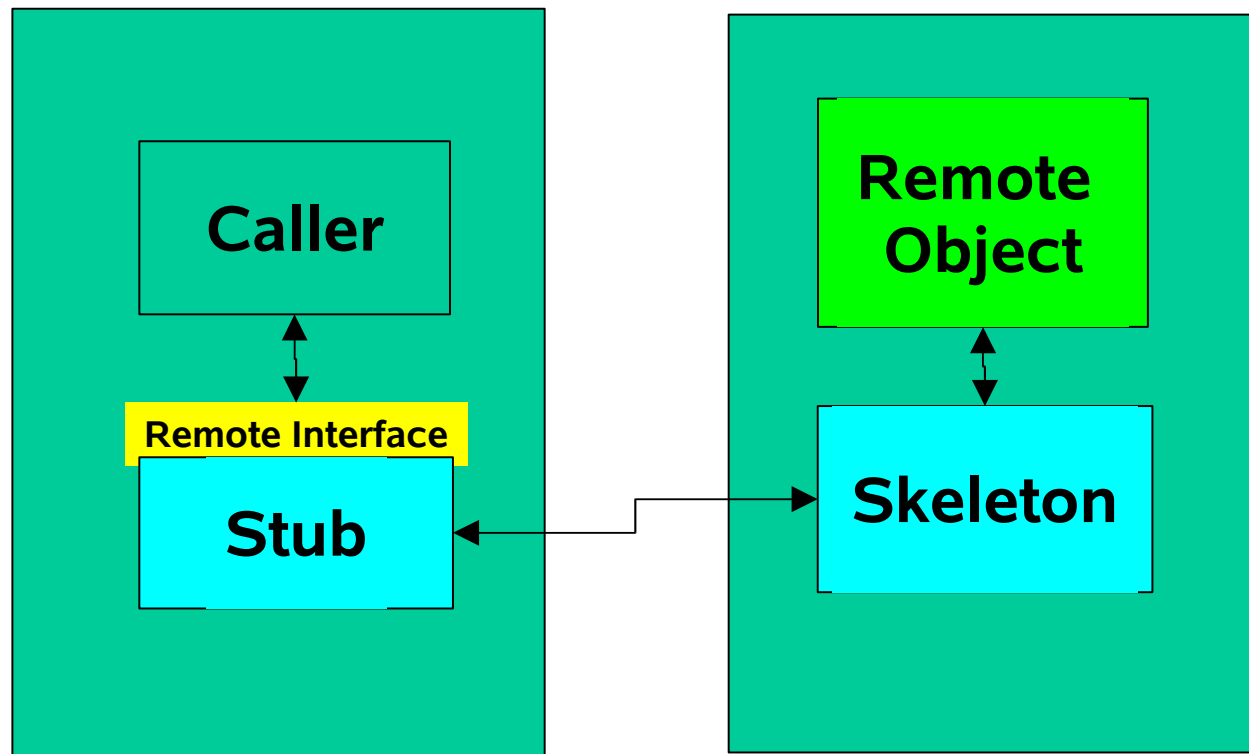 Caller
Remote Interface
Stub
Remote
Object
Skeleton